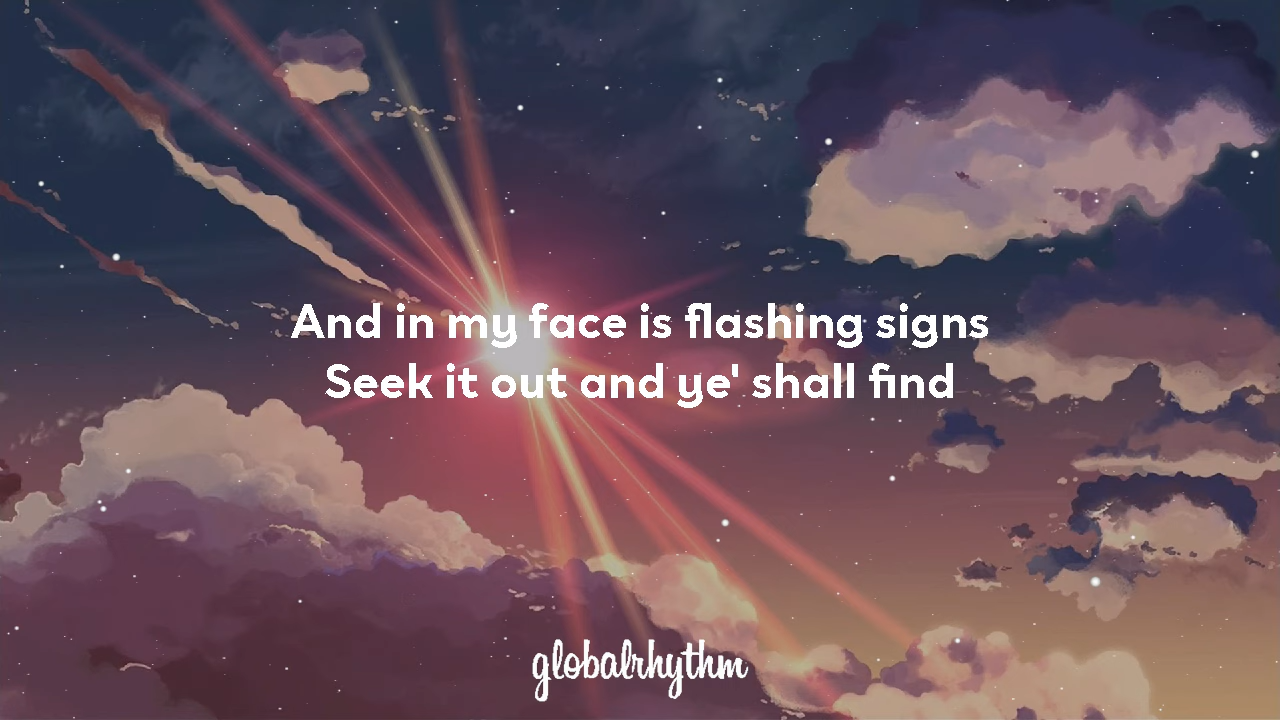 And in my face is flashing signs
Seek it out and ye' shall find
globalrhythm